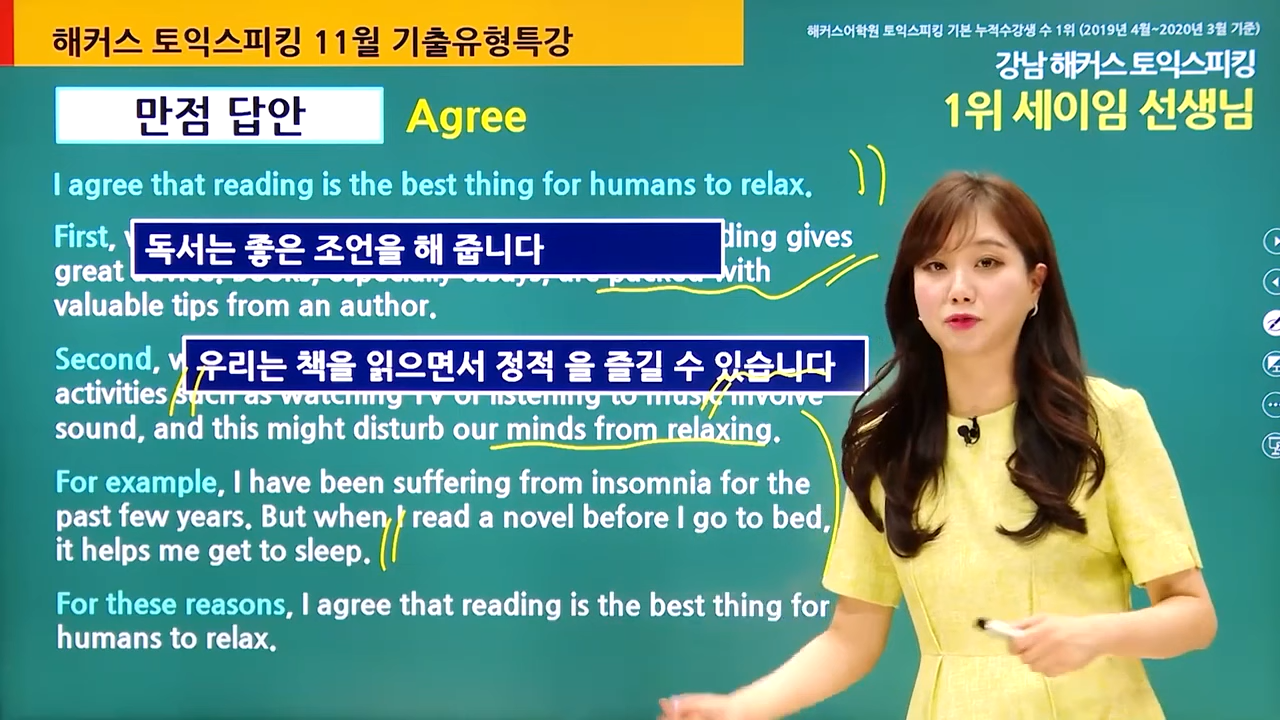 해커스 토익스피킹 11월 기출유형특강
해커스어학원 토익스피킹 기본 누적수강생 수 1위 (2019년 4월~2020년 3월 기준)
강남 해커스 토익스피킹
1위 세이임 선생님
만점 답안
Agree
I agree that reading is the best thing for humans to relax.
First, gives
독서는 좋은 조언을 해 줍니다
great with
valuable tips from an author.
Second,
우리는 책을 읽으면서 정적 을 즐길 수 있습니다
activities such as watching TV or listening to music involve
sound, and this might disturb our minds from relaxing.
For example, I have been suffering from insomnia for the
past few years. But when I read a novel before I go to bed,
it helps me get to sleep.
For these reasons, I agree that reading is the best thing for
humans to relax.